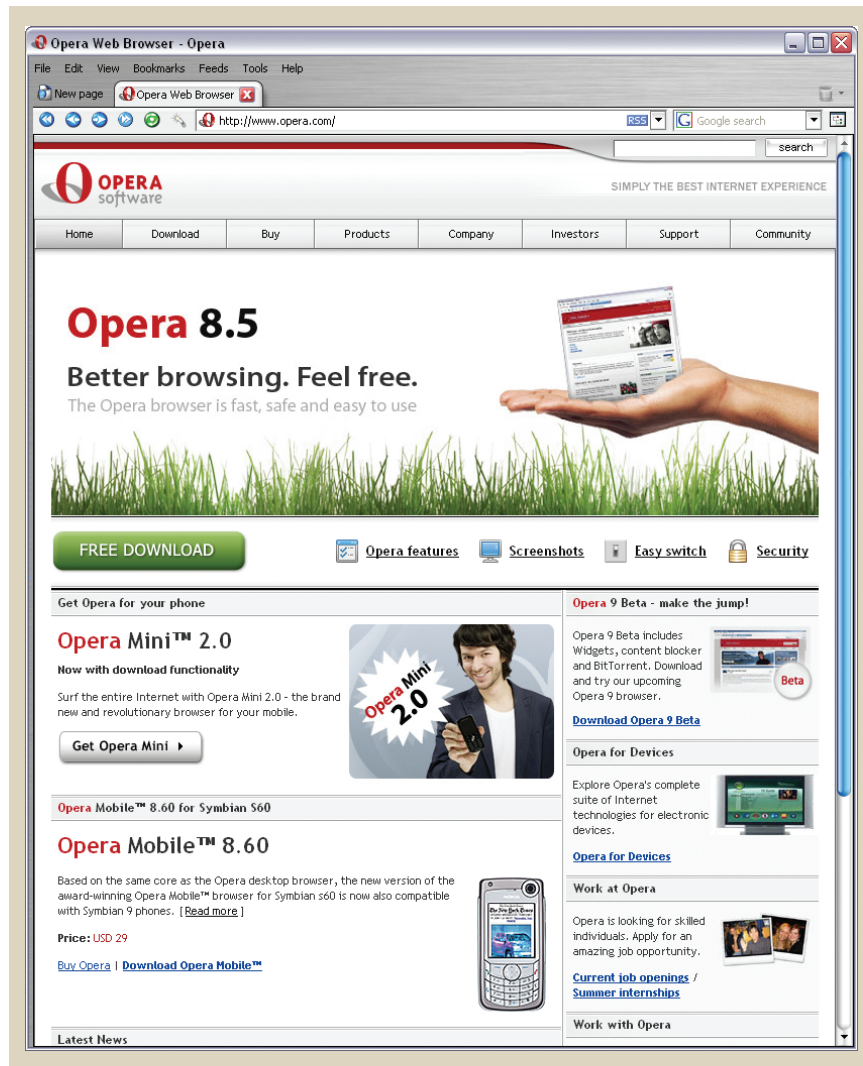 Opera Web Browser - Opera
File Edit View Bookmarks Feeds Tools Help
New page Opera Web Browser
http://www.opera.com/ RSS G Google search
search
OPERA
software
SIMPLY THE BEST INTERNET EXPERIENCE
Home Download Buy Products Company Investors Support Community
Opera 8.5
Better browsing. Feel free.
The Opera browser is fast, safe and easy to use
FREE DOWNLOAD Opera features Screenshots Easy switch Security
Get Opera for your phone
Opera Mini™ 2.0
Now with download functionality
Surf the entire Internet with Opera Mini 2.0 - the brand
new and revolutionary browser for your mobile.
Get Opera Mini
Opera Mini
2.0
Opera Mobile™ 8.60 for Symbian S60
Opera Mobile™ 8.60
Based on the same core as the Opera desktop browser, the new version of the
award-winning Opera Mobile™ browser for Symbian s60 is now also compatible
with Symbian 9 phones. [ Read more ]
Price: USD 29
Buy Opera | Download Opera Mobile™
The New York Times
Latest News
Opera 9 Beta - make the jump!
Opera 9 Beta includes
Widgets, content blocker
and BitTorrent. Download
and try our upcoming
Opera 9 browser.
Beta
Download Opera 9 Beta
Opera for Devices
Explore Opera's complete
suite of Internet
technologies for electronic
devices.
Opera for Devices
Work at Opera
Opera is looking for skilled
individuals. Apply for an
amazing job opportunity.
Current job openings /
Summer internships
Work with Opera